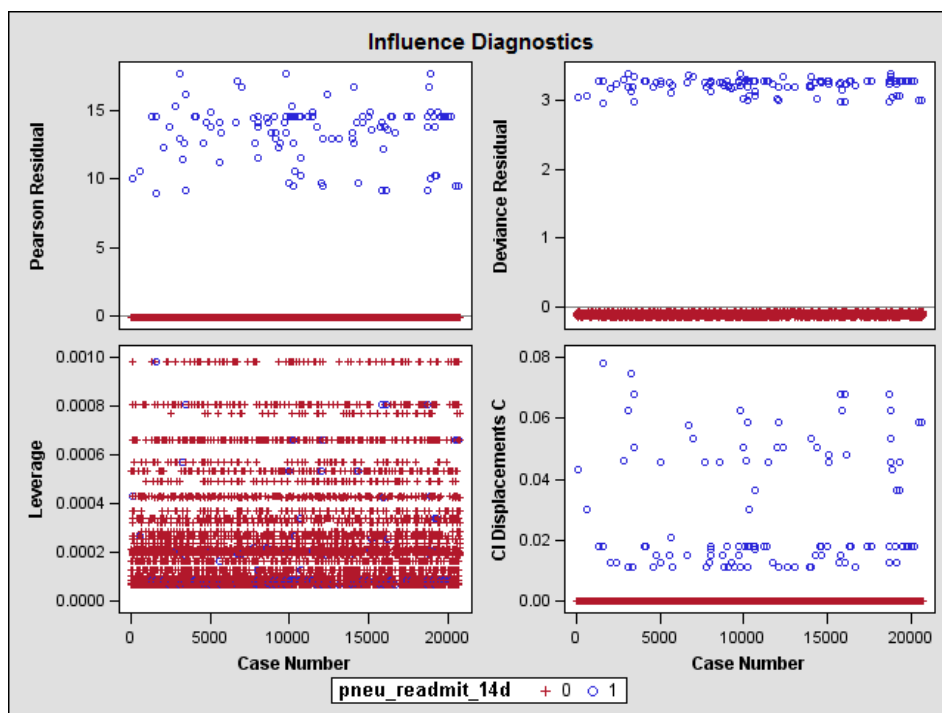 Influence Diagnostics
Pearson Residual
15
10
5
0
Deviance Residual
3
2
1
0
Leverage
0.0010
0.0008
0.0006
0.0004
0.0002
0.0000
0 5000 10000 15000 20000
Case Number
CI Displacements C
0.08
0.06
0.04
0.02
0.00
0 5000 10000 15000 20000
Case Number
pneu_readmit_14d + 0 o 1